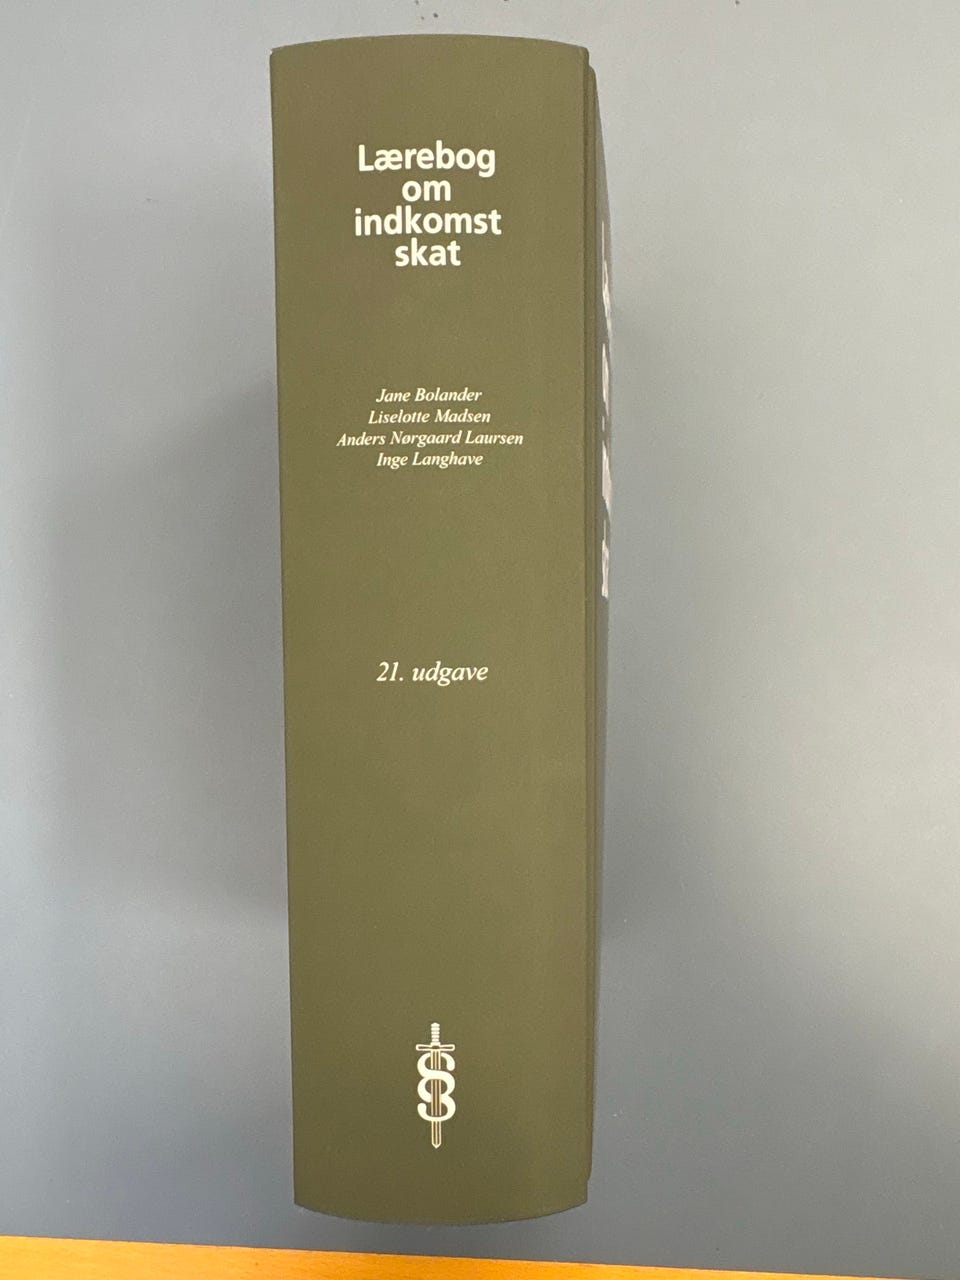 Lærebog
om
indkomst
skat
Jane Bolander
Liselotte Madsen
Anders Nørgaard Laursen
Inge Langhave
21. udgave
§